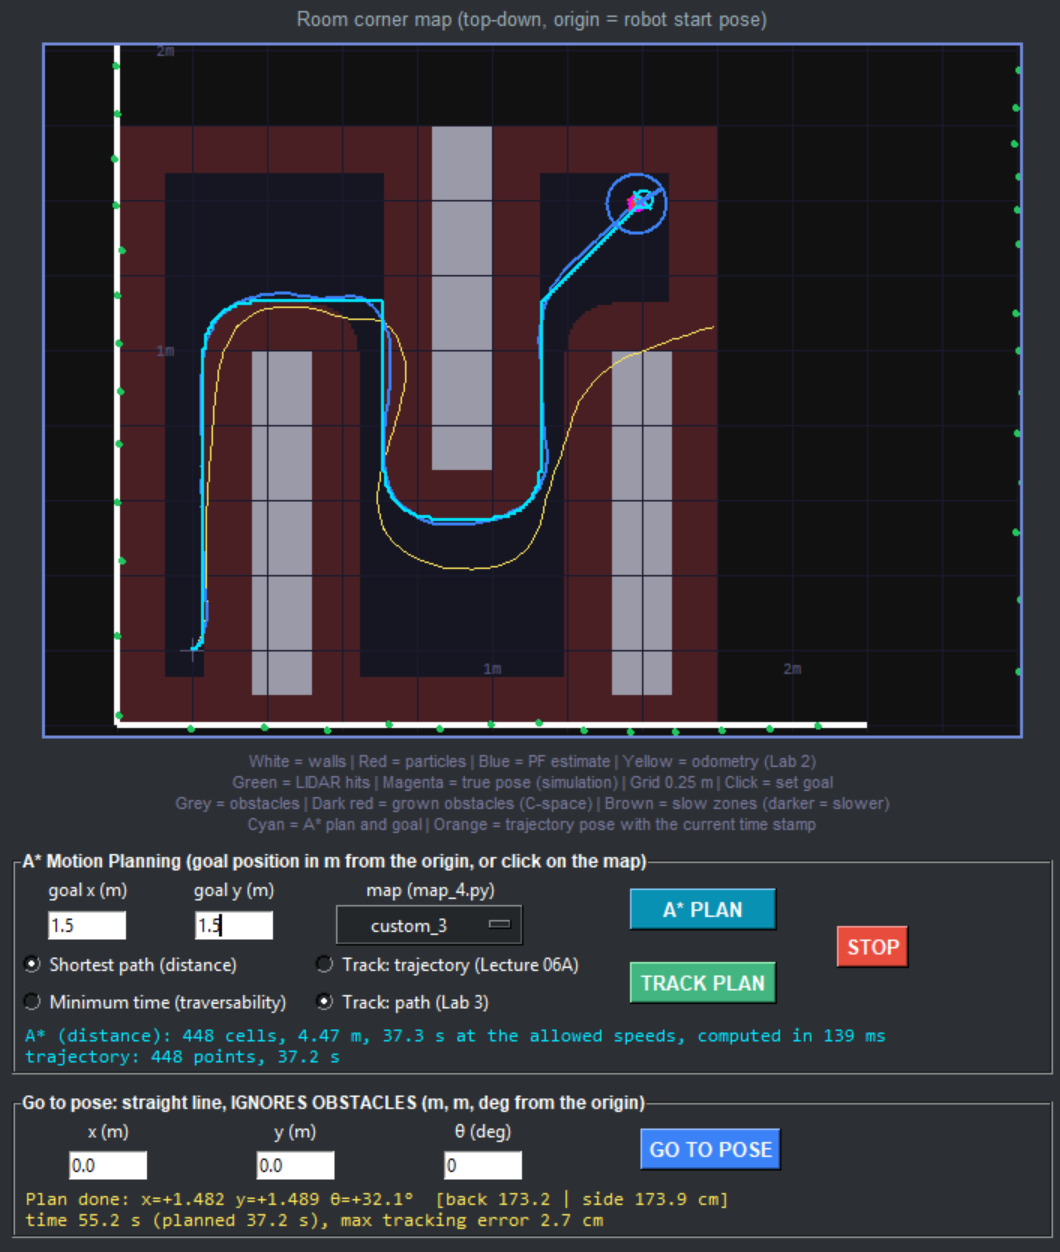 Room corner map (top-down, origin = robot start pose)
2m
1m
1m
2m
White = walls | Red = particles | Blue = PF estimate | Yellow = odometry (Lab 2)
Green = LIDAR hits | Magenta = true pose (simulation) | Grid 0.25 m | Click = set goal
Grey = obstacles | Dark red = grown obstacles (C-space) | Brown = slow zones (darker = slower)
Cyan = A* plan and goal | Orange = trajectory pose with the current time stamp
A* Motion Planning (goal position in m from the origin, or click on the map)
goal x (m) goal y (m) map (map_4.py)
1.5 1.5 custom_3 A* PLAN
STOP
Shortest path (distance) Track: trajectory (Lecture 06A)
TRACK PLAN
Minimum time (traversability) Track: path (Lab 3)
A* (distance): 448 cells, 4.47 m, 37.3 s at the allowed speeds, computed in 139 ms
trajectory: 448 points, 37.2 s
Go to pose: straight line, IGNORES OBSTACLES (m, m, deg from the origin)
x (m) y (m) θ (deg)
0.0 0.0 0 GO TO POSE
Plan done: x=+1.482 y=+1.489 θ=+32.1° [back 173.2 | side 173.9 cm]
time 55.2 s (planned 37.2 s), max tracking error 2.7 cm